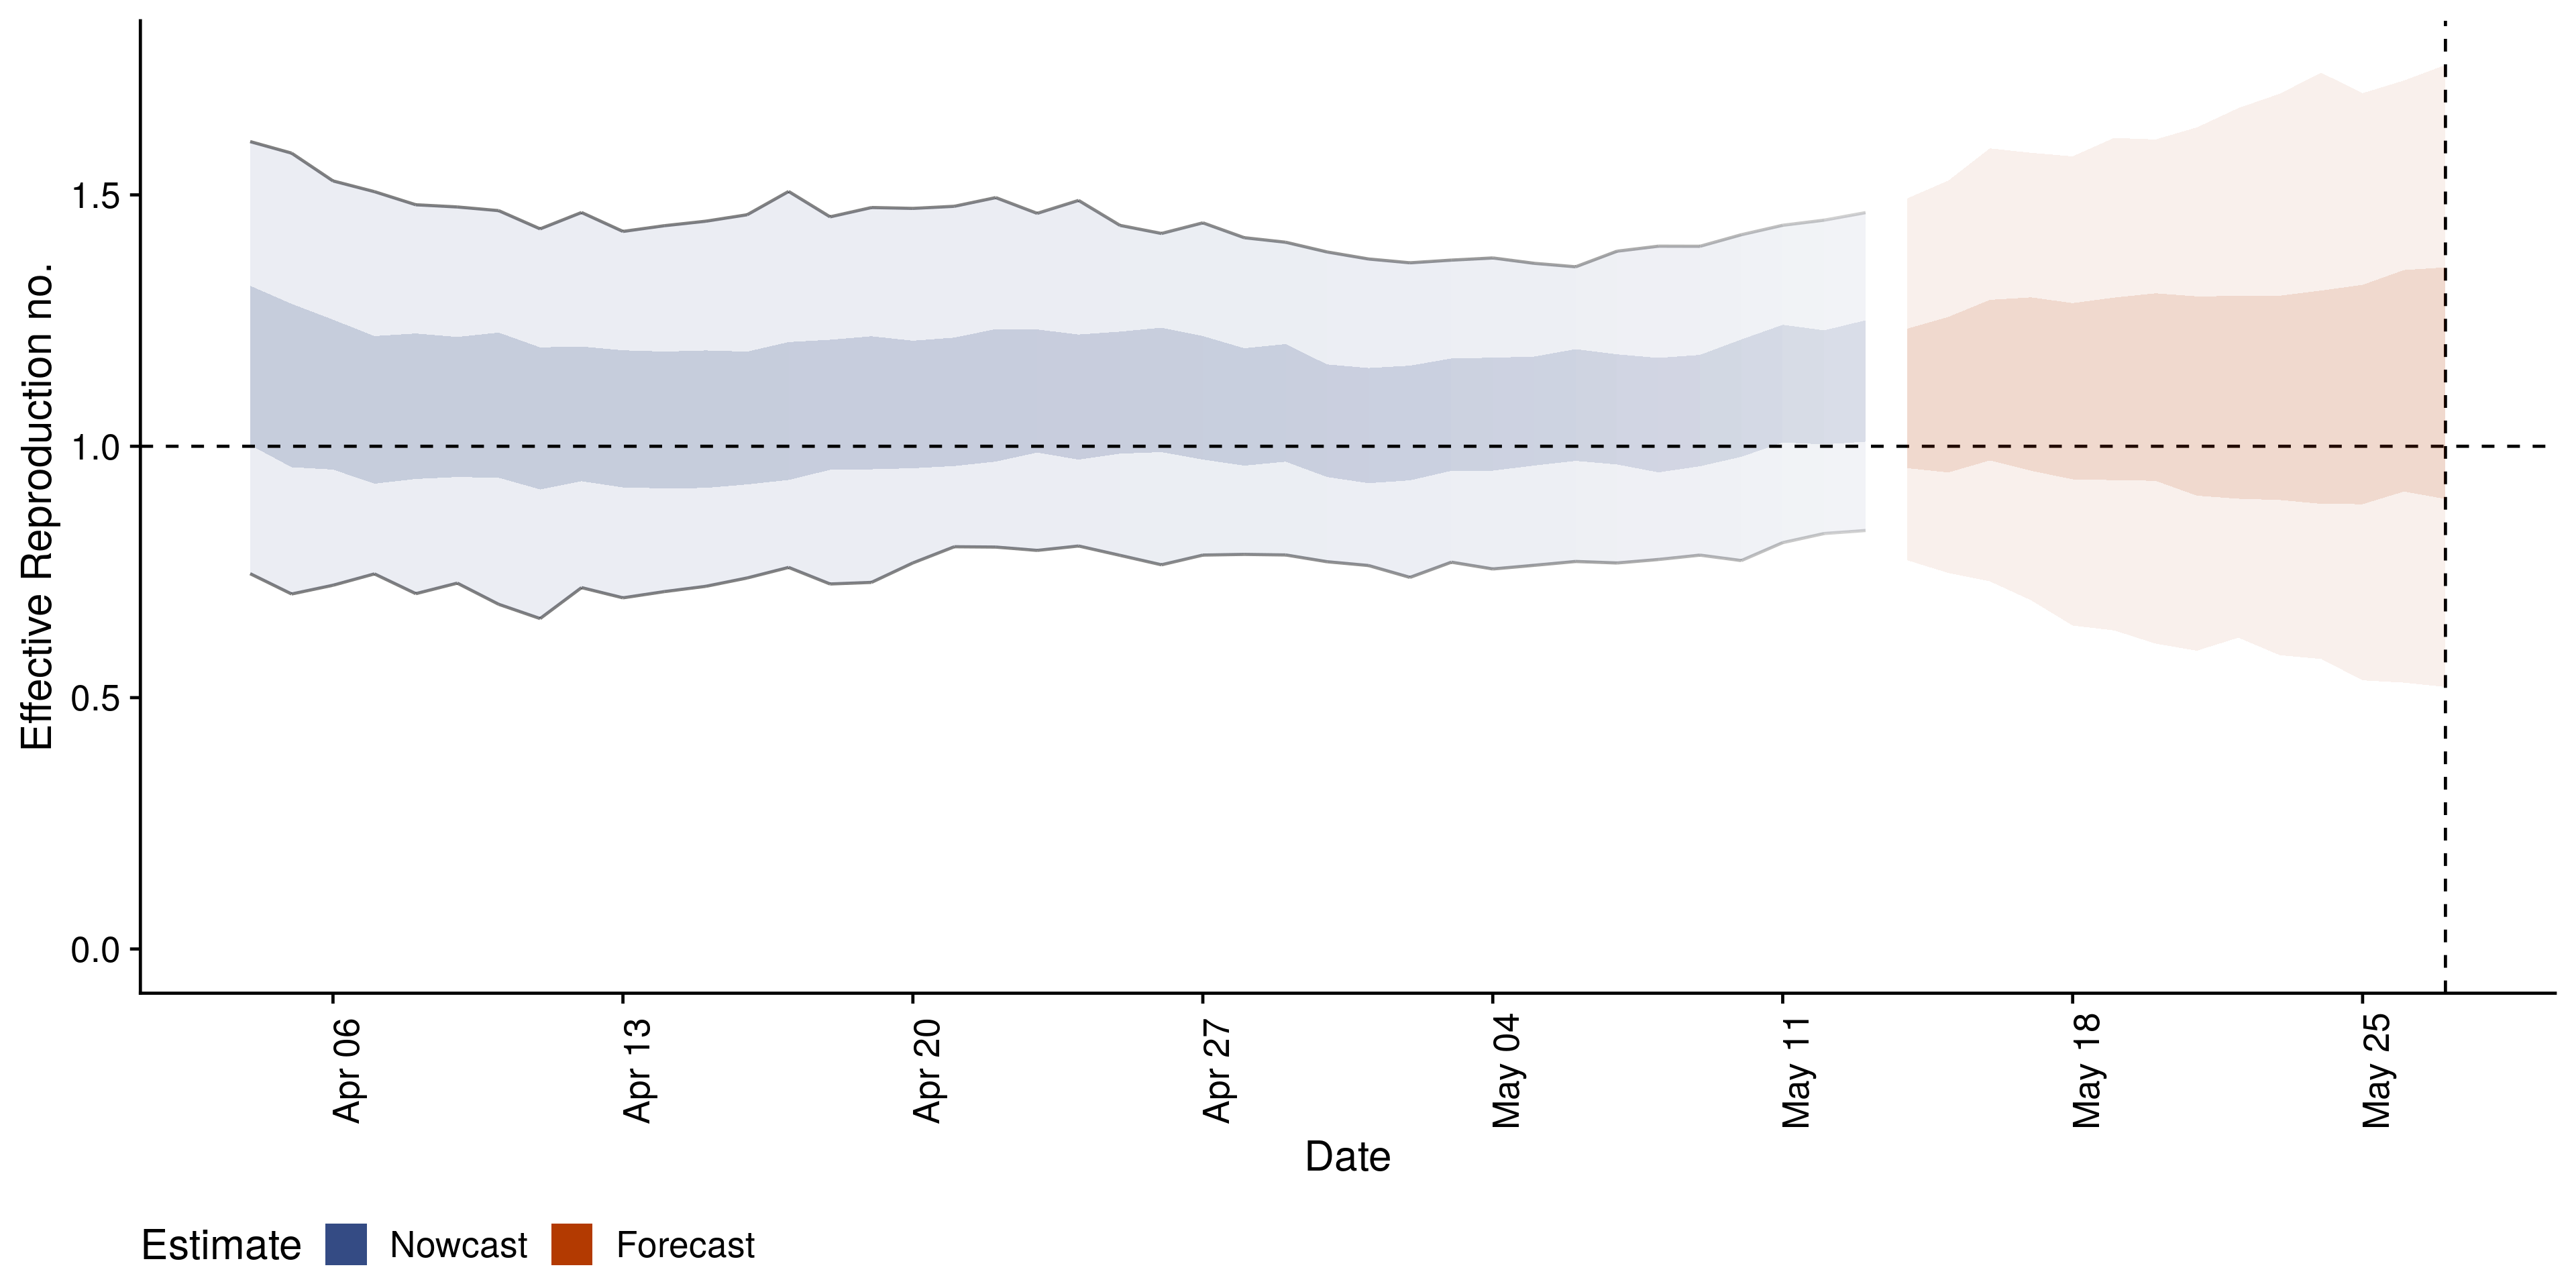 Effective Reproduction no.
1.5
1.0
0.5
0.0
Apr 06
Apr 13
Apr 20
Apr 27
May 04
May 11
May 18
May 25
Date
Estimate Nowcast Forecast